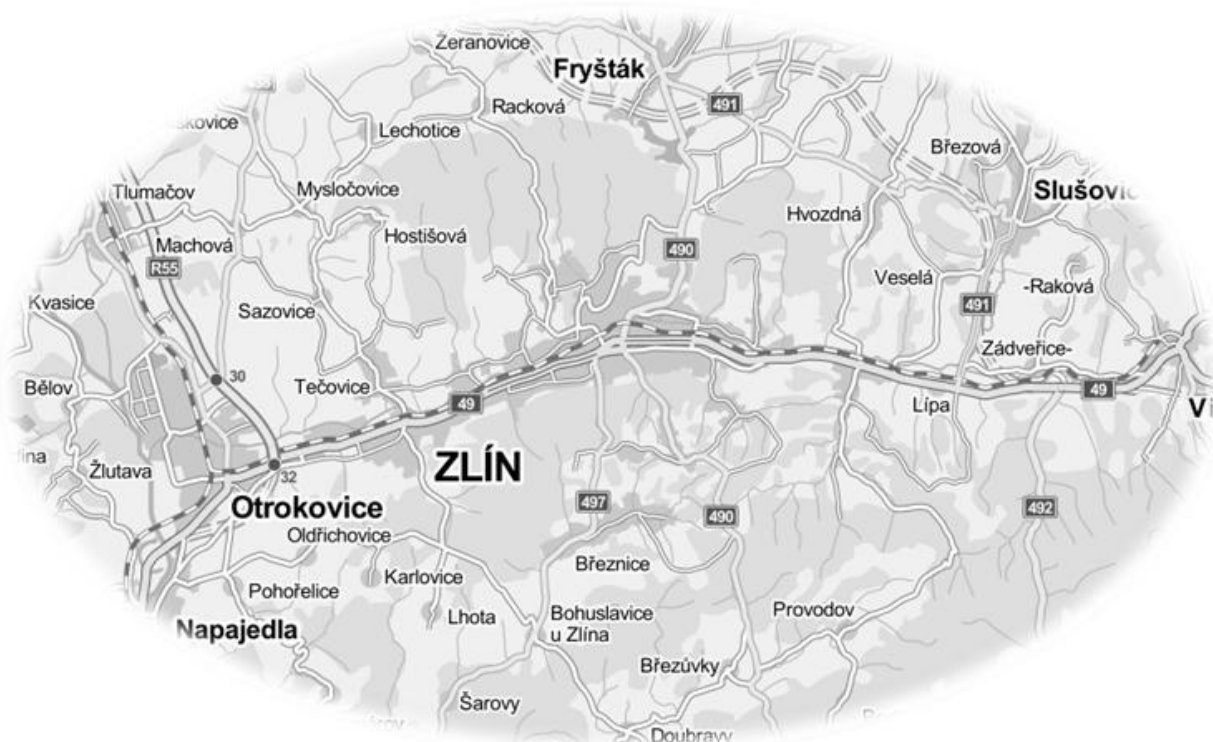 Žeranovice
Fryšták
491
Racková
Lechotice
Březová
Tlumačov
Mysločovice
Hvozdná
Hostišová
Machová
490
R55
Veselá
-Raková
Kvasice
491
Sazovice
Zádveřice-
30
Bělov
Tečovice
49
49
Lípa
ZLÍN
Žlutava
32
Otrokovice
497
490
492
Oldřichovice
Březnice
Karlovice
Pohořelice
Lhota
Bohuslavice
u Zlína
Provodov
Napajedla
Březůvky
Šarovy
Doubravy